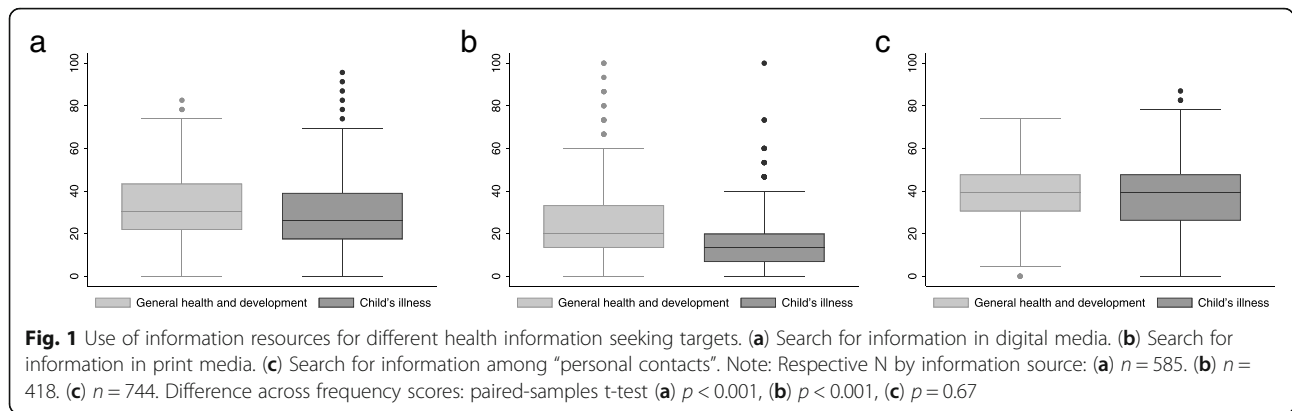 a
b
c
100
80
60
40
20
0
General health and development
Child's illness
100
80
60
40
20
0
General health and development
Child's illness
100
80
60
40
20
0
General health and development
Child's illness
Fig. 1 Use of information resources for different health information seeking targets. (a) Search for information in digital media. (b) Search for
information in print media. (c) Search for information among “personal contacts”. Note: Respective N by information source: (a) n = 585. (b) n =
418. (c) n = 744. Difference across frequency scores: paired-samples t-test (a) p < 0.001, (b) p < 0.001, (c) p = 0.67